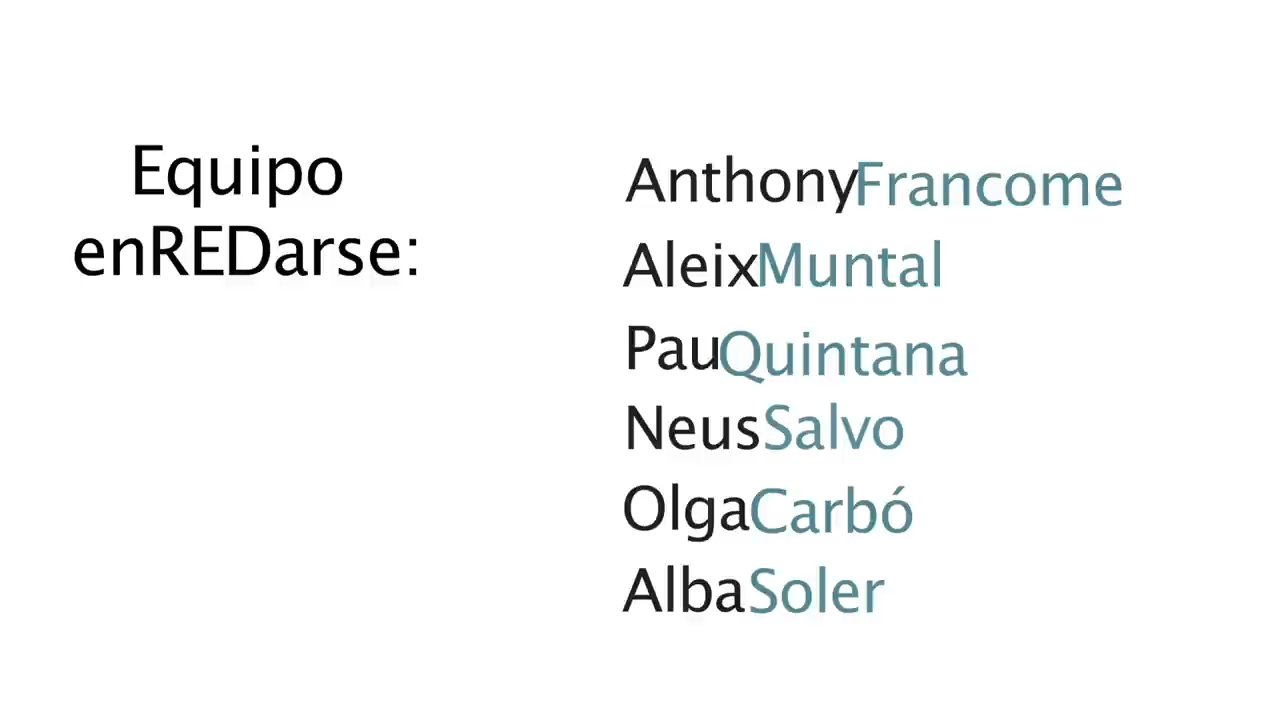 Equipo
enREDarse:
AnthonyFrancome
AleixMuntal
PauQuintana
NeusSalvo
OlgaCarbó
AlbaSoler